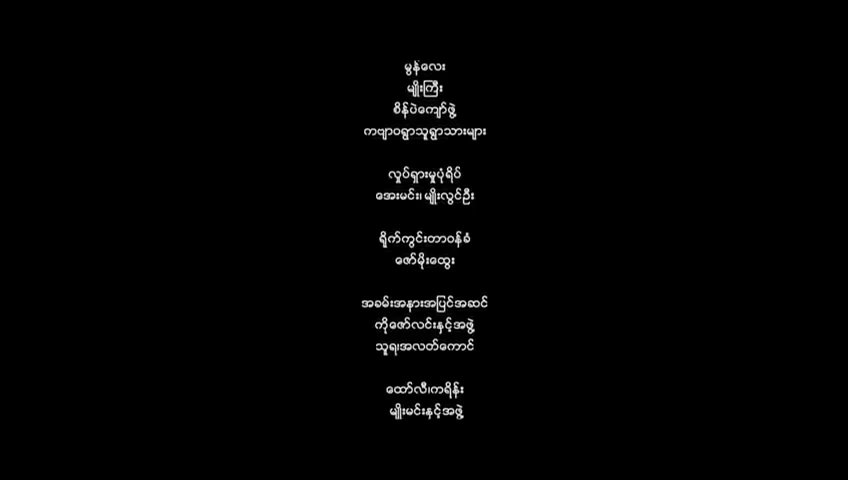 မွန်လေး
မျိုးကြီး
စိန်ပဲကျော်ဖွဲ့
ကဗျာဝရွာသူရွာသားများ
လှုပ်ရှားမှုပုံရိပ်
အေးမင်း၊ မျိုးလွင်ဦး
ရိုက်ကွင်းတာဝန်ခံ
ဇော်မိုးထွေး
အခမ်းအနားအပြင်အဆင်
ကိုဇော်လင်းနှင့်အဖွဲ့
သူရ၊အလတ်ကောင်
ထော်လီ၊ကရိန်း
မျိုးမင်းနှင့်အဖွဲ့